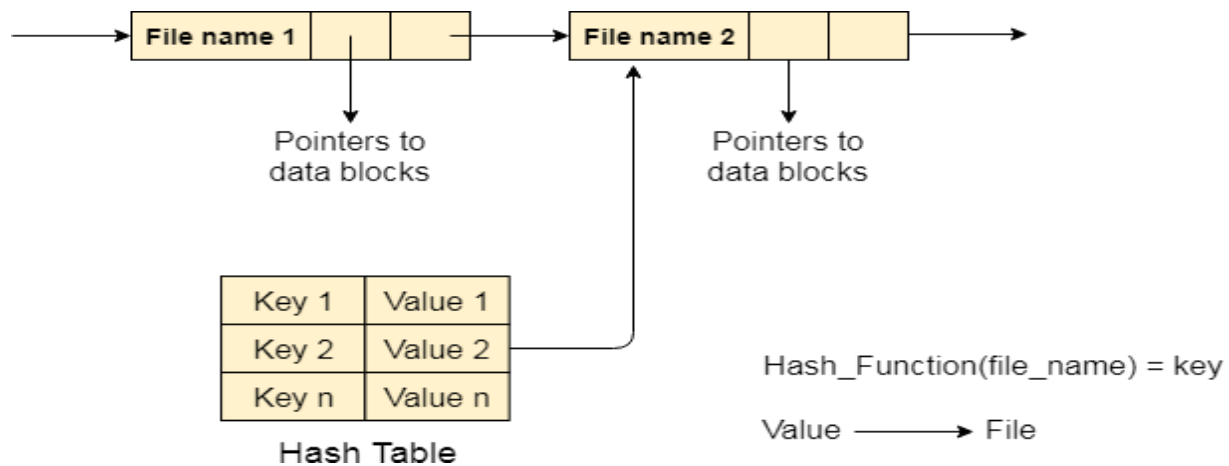 File name 1
File name 2
Pointers to
data blocks
Pointers to
data blocks
Key 1 Value 1
Key 2 Value 2
Key n Value n
Hash Table
Hash_Function(file_name) = key
Value File